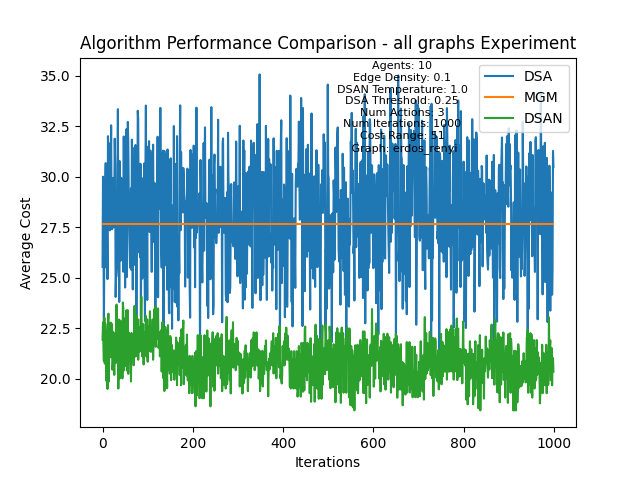 Algorithm Performance Comparison - all graphs Experiment
Agents: 10
Edge Density: 0.1
DSAN Temperature: 1.0
DSA Threshold: 0.25
Num Actions: 3
Num Iterations: 1000
Cost Range: 51
Graph: erdos_renyi
DSA
MGM
DSAN
Average Cost
35.0
32.5
30.0
27.5
25.0
22.5
20.0
0
200
400
600
800
1000
Iterations